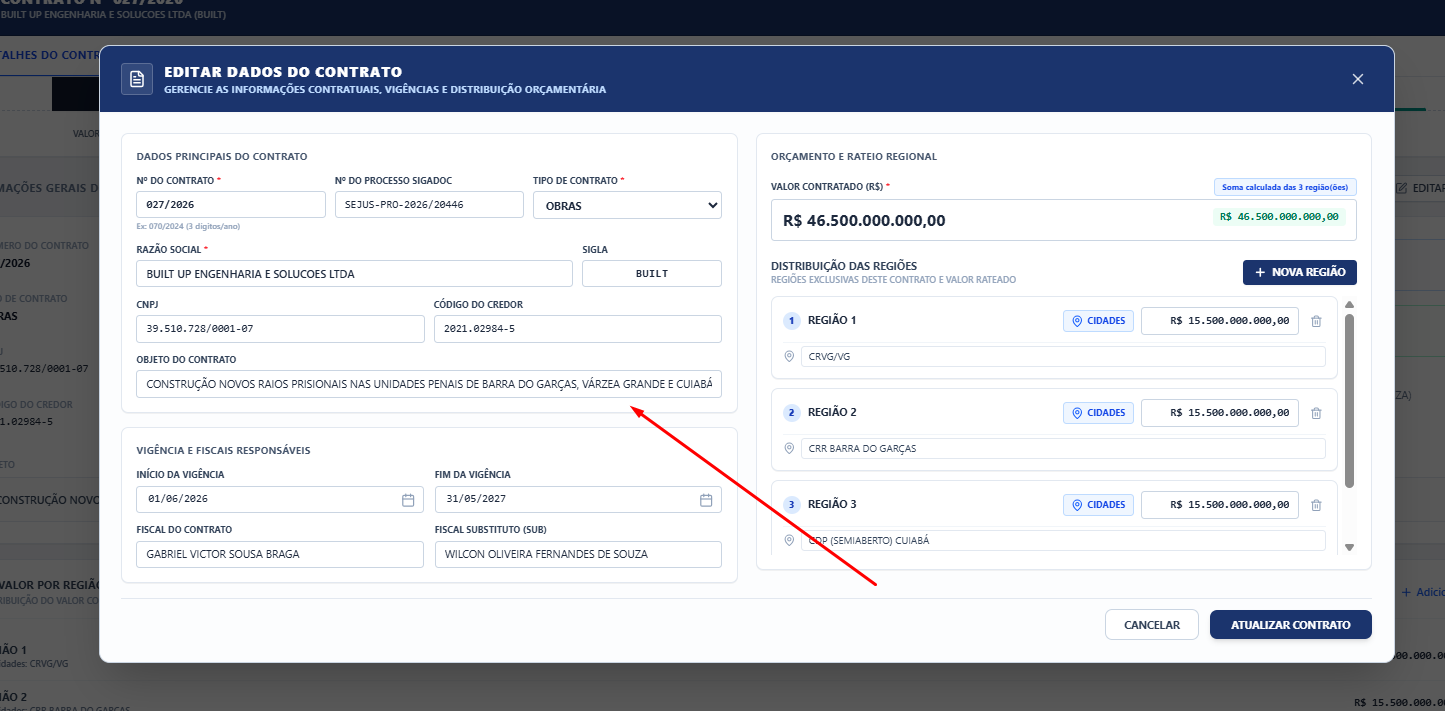 BUILT UP ENGENHARIA E SOLUCOES LTDA (BUILT)
EDITAR DADOS DO CONTRATO
GERENCIE AS INFORMAÇÕES CONTRATUAIS, VIGÊNCIAS E DISTRIBUIÇÃO ORÇAMENTÁRIA
DADOS PRINCIPAIS DO CONTRATO
Nº DO CONTRATO *
Nº DO PROCESSO SIGADOC
TIPO DE CONTRATO *
027/2026
SEJUS-PRO-2026/20446
OBRAS
Ex: 070/2024 (3 dígitos/ano)
RAZÃO SOCIAL *
SIGLA
BUILT UP ENGENHARIA E SOLUCOES LTDA
BUILT
CNPJ
CÓDIGO DO CREDOR
39.510.728/0001-07
2021.02984-5
OBJETO DO CONTRATO
CONSTRUÇÃO NOVOS RAIOS PRISIONAIS NAS UNIDADES PENAIS DE BARRA DO GARÇAS, VÁRZEA GRANDE E CUIABÁ
VIGÊNCIA E FISCAIS RESPONSÁVEIS
INÍCIO DA VIGÊNCIA
FIM DA VIGÊNCIA
01/06/2026
31/05/2027
FISCAL DO CONTRATO
FISCAL SUBSTITUTO (SUB)
GABRIEL VICTOR SOUSA BRAGA
WILCON OLIVEIRA FERNANDES DE SOUZA
ORÇAMENTO E RATEIO REGIONAL
VALOR CONTRATADO (R$) *
Soma calculada das 3 região(ões)
R$ 46.500.000.000,00
R$ 46.500.000.000,00
DISTRIBUIÇÃO DAS REGIÕES
REGIÕES EXCLUSIVAS DESTE CONTRATO E VALOR RATEADO
+ NOVA REGIÃO
1 REGIÃO 1 CIDADES R$ 15.500.000.000,00
CRVG/VG
2 REGIÃO 2 CIDADES R$ 15.500.000.000,00
CRR BARRA DO GARÇAS
3 REGIÃO 3 CIDADES R$ 15.500.000.000,00
CDP (SEMIABERTO) CUIABÁ
CANCELAR
ATUALIZAR CONTRATO
VALOR
EDITAR
CRVG/VG